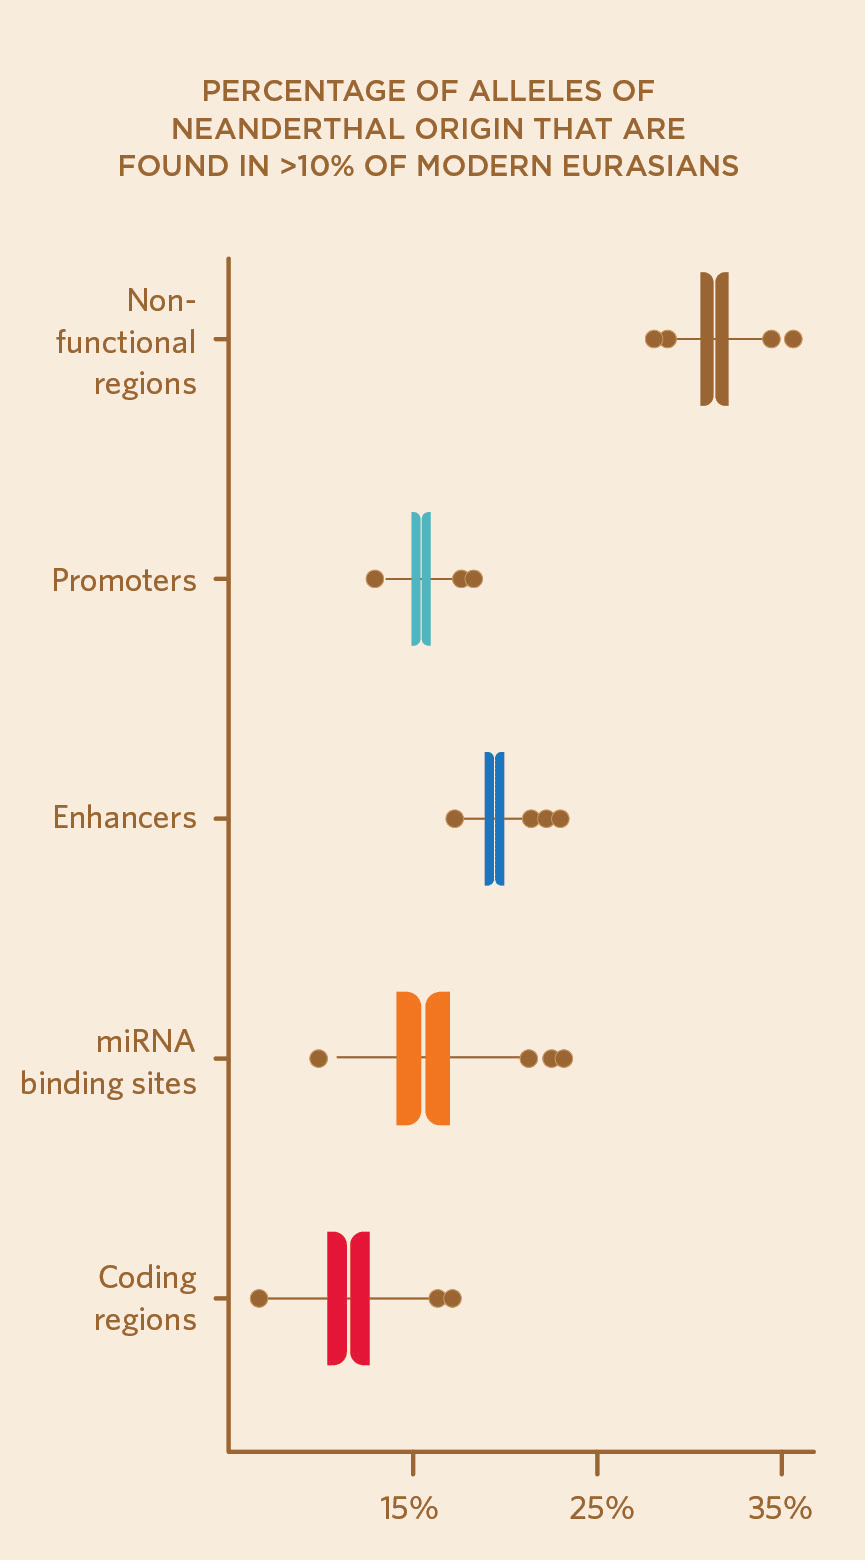 PERCENTAGE OF ALLELES OF
NEANDERTHAL ORIGIN THAT ARE
FOUND IN >10% OF MODERN EURASIANS
Non-
functional
regions
Promoters
Enhancers
miRNA
binding sites
Coding
regions
15%
25%
35%